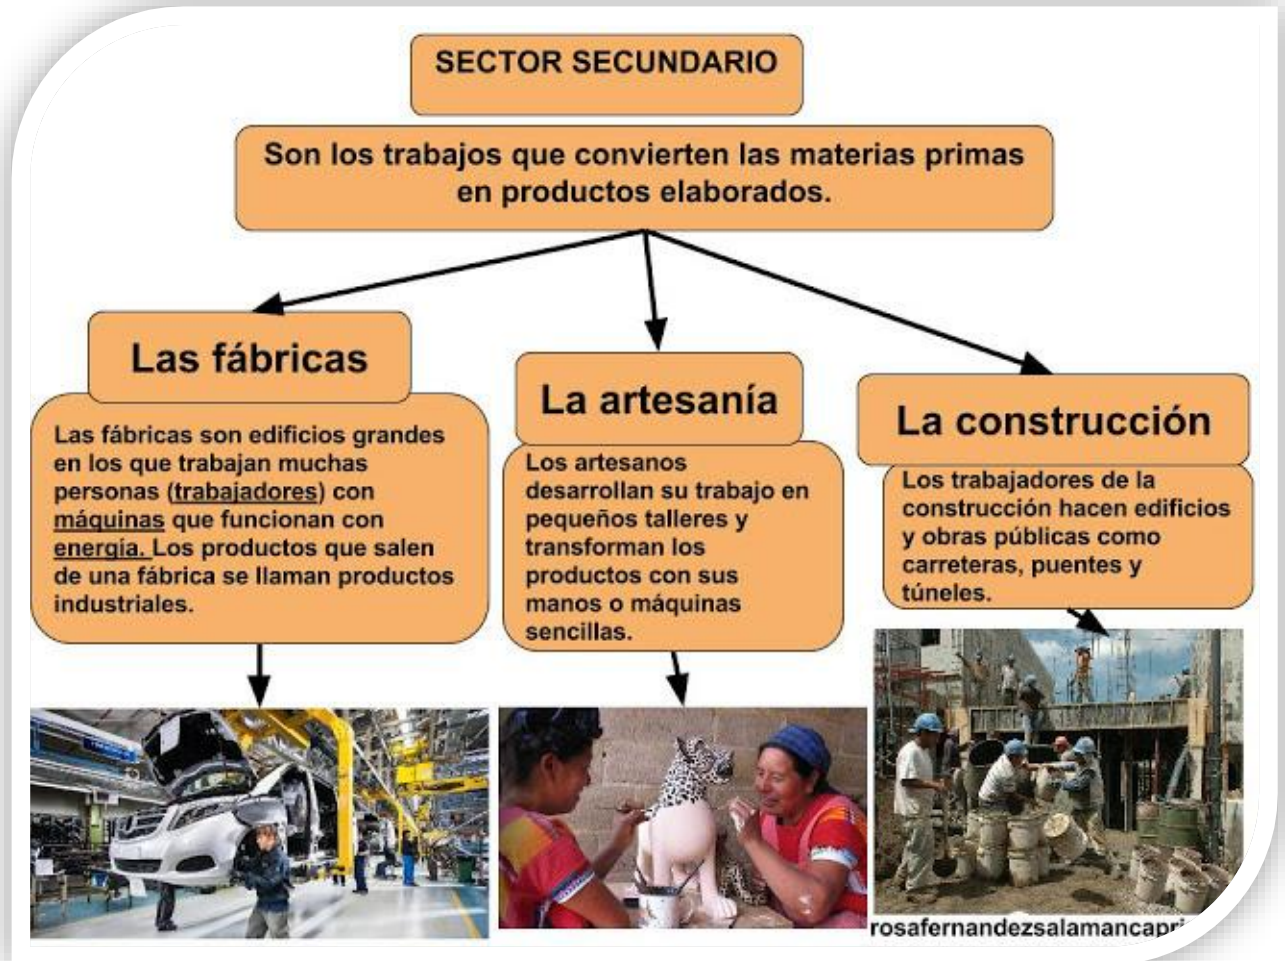 SECTOR SECUNDARIO
Son los trabajos que convierten las materias primas
en productos elaborados.
Las fábricas
Las fábricas son edificios grandes
en los que trabajan muchas
personas (trabajadores) con
máquinas que funcionan con
energía. Los productos que salen
de una fábrica se llaman productos
industriales.
La artesanía
Los artesanos
desarrollan su trabajo en
pequeños talleres y
transforman los
productos con sus
manos o máquinas
sencillas.
La construcción
Los trabajadores de la
construcción hacen edificios
y obras públicas como
carreteras, puentes y
túneles.